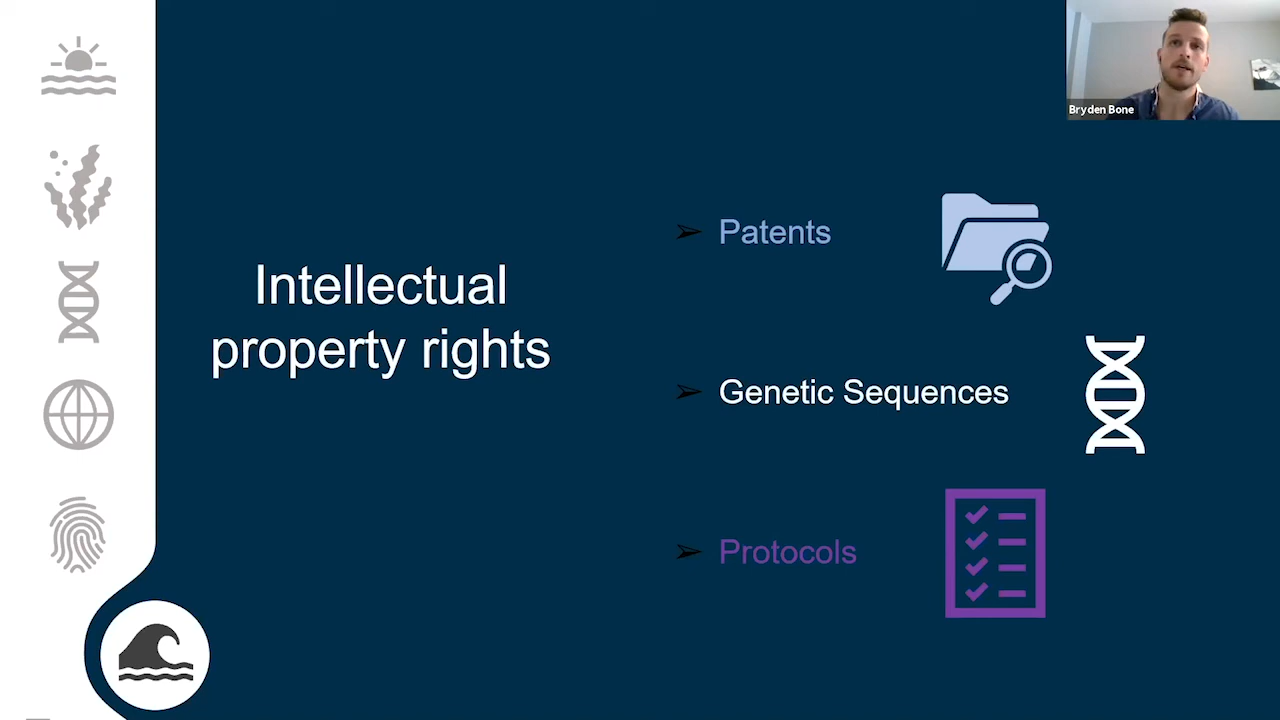 Bryden Bone
Intellectual
property rights
Patents
Genetic Sequences
Protocols